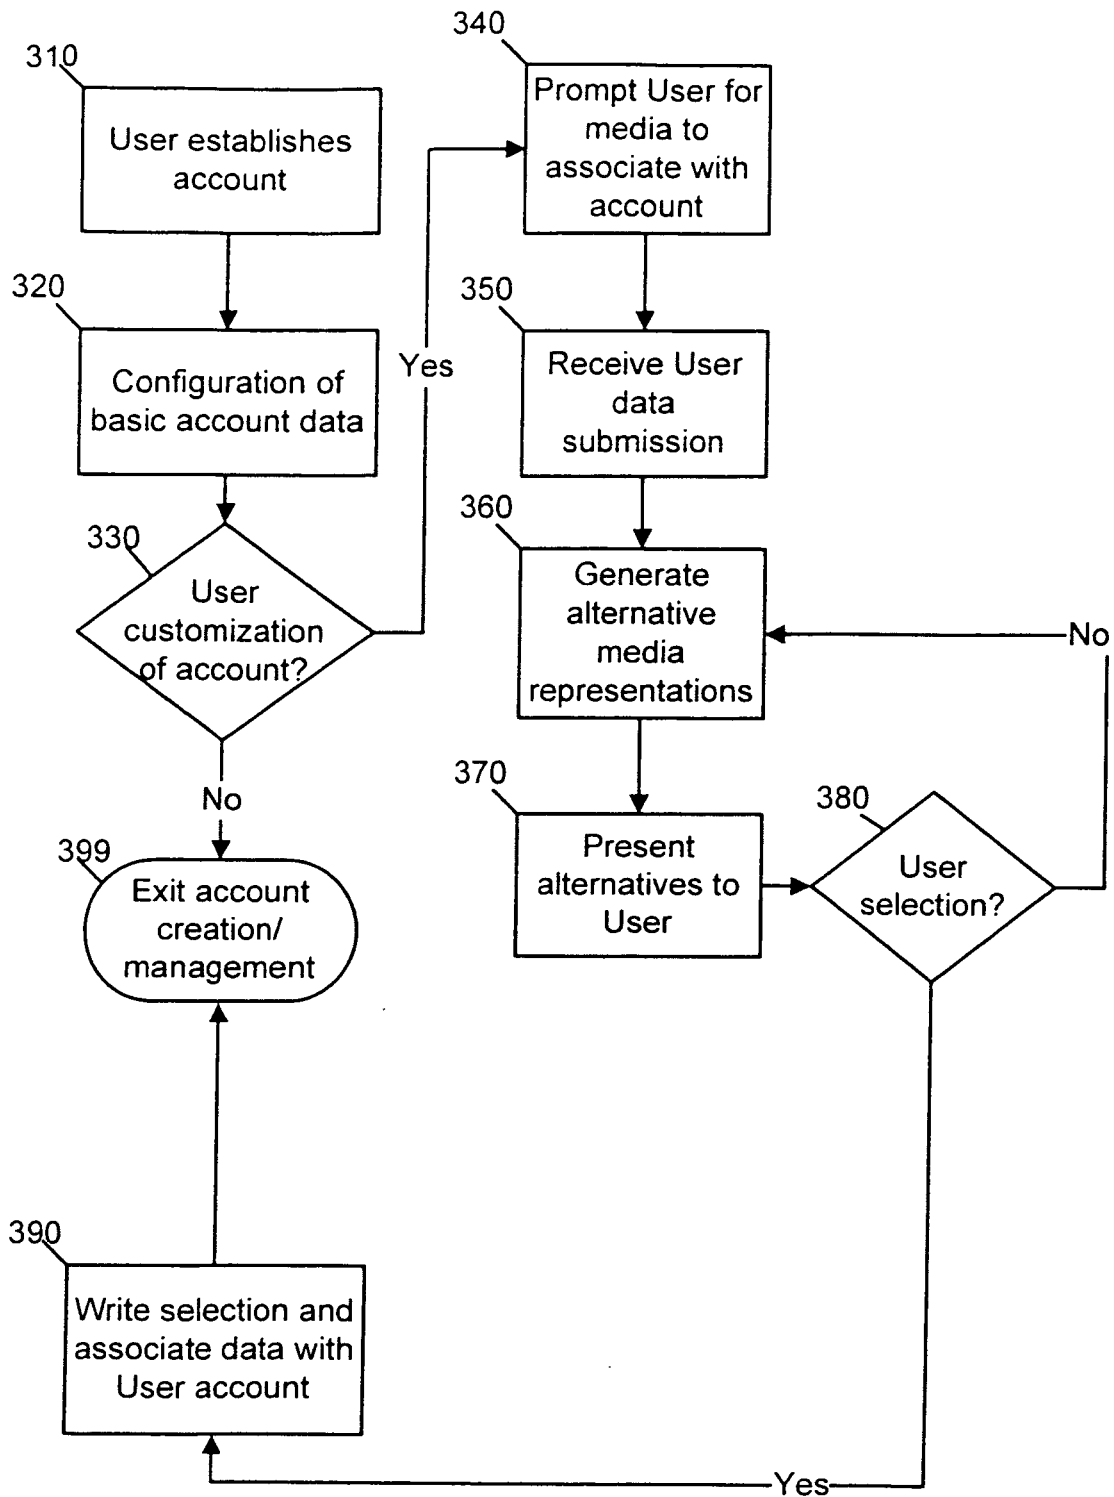 310
User establishes
account
320
Configuration of
basic account data
330
User
customization
of account?
Yes
No
399
Exit account
creation/
management
340
Prompt User for
media to
associate with
account
350
Receive User
data
submission
360
Generate
alternative
media
representations
No
370
Present
alternatives to
User
380
User
selection?
Yes
390
Write selection and
associate data with
User account